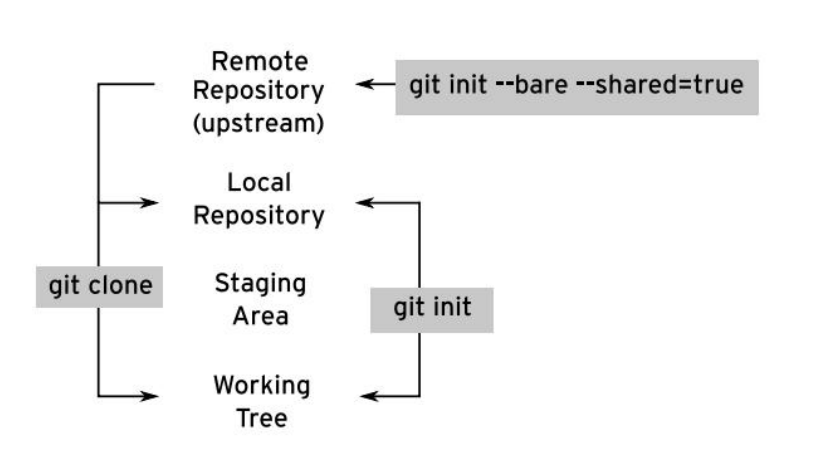 Remote
Repository
(upstream)
git init --bare --shared=true
Local
Repository
git clone
Staging
Area
git init
Working
Tree